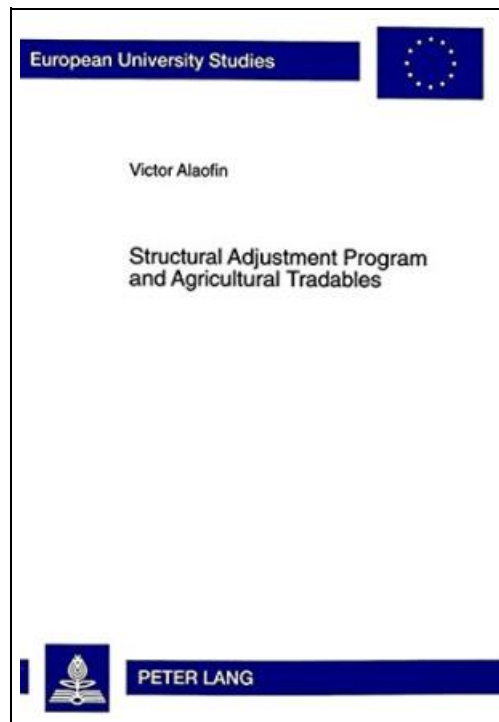 European University Studies
Victor Alaofin
Structural Adjustment Program
and Agricultural Tradables
PETER LANG